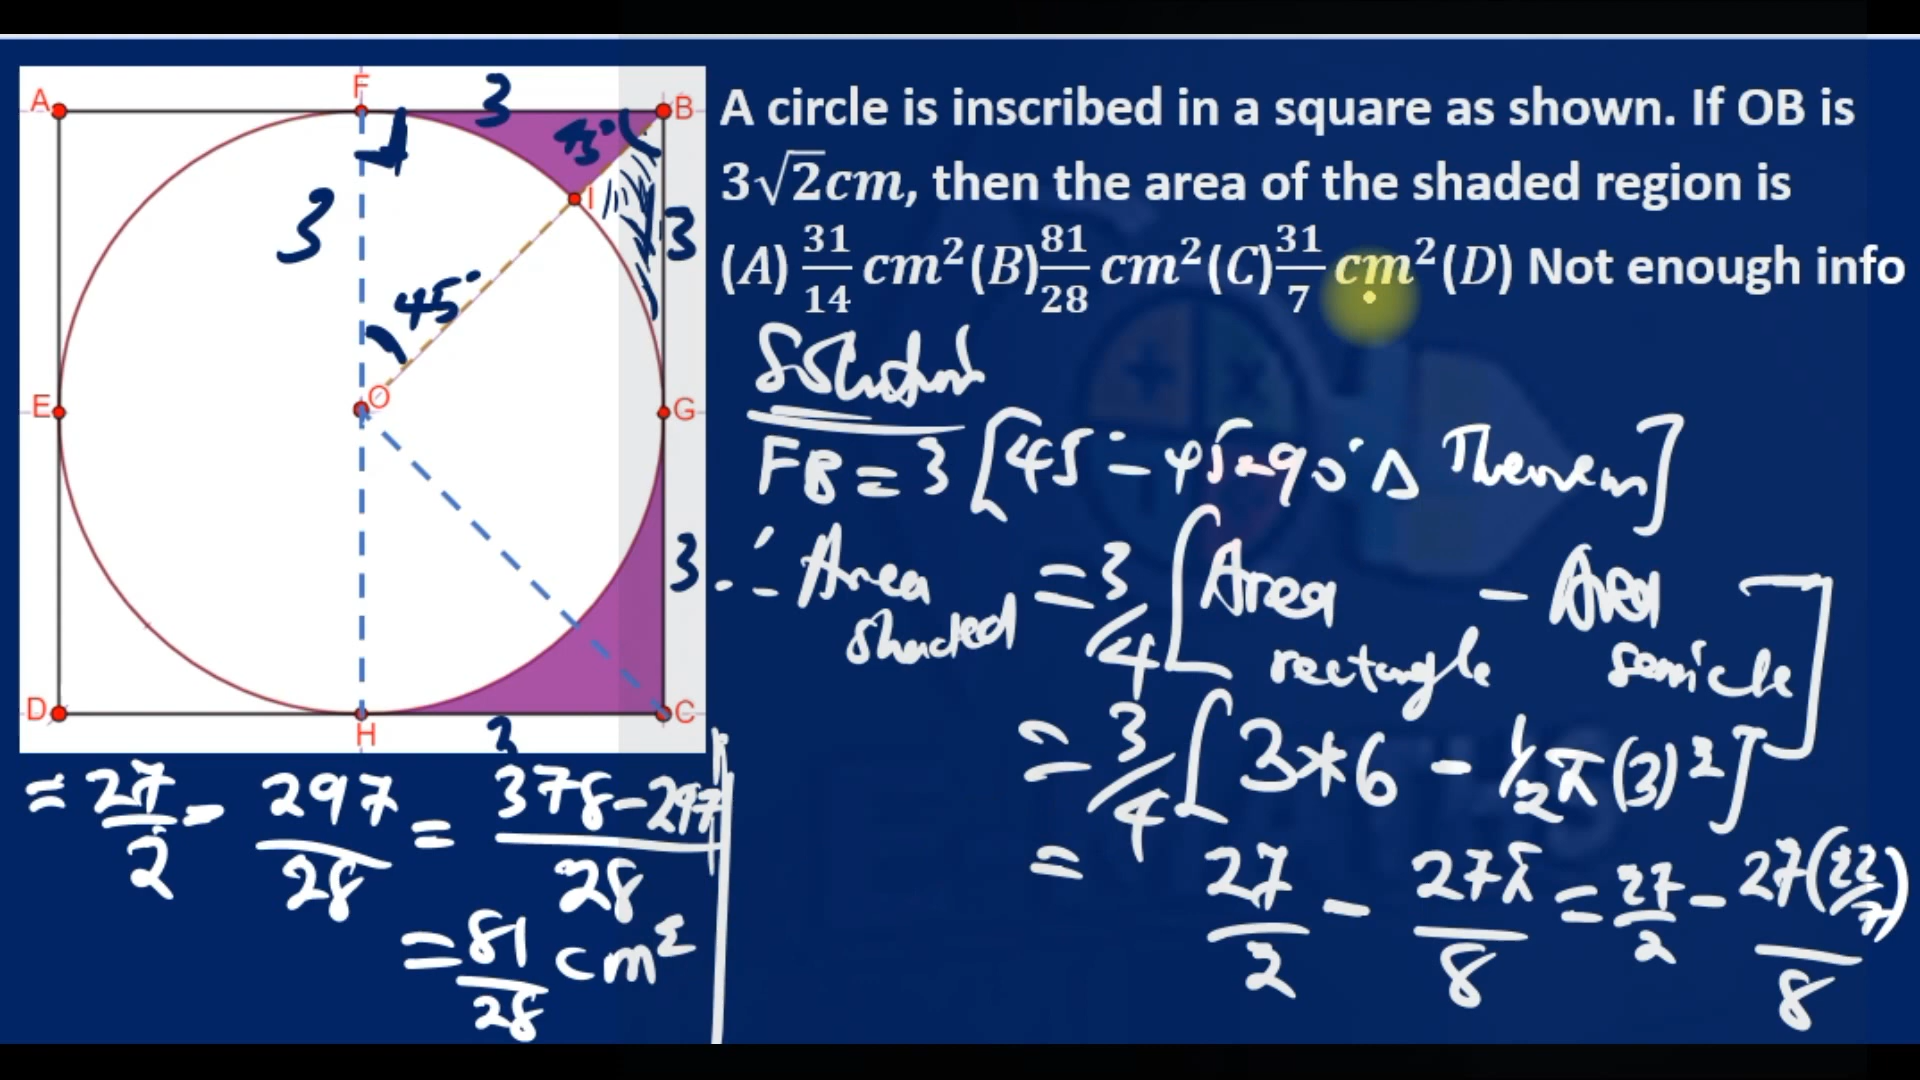 A circle is inscribed in a square as shown. If OB is
3√2cm, then the area of the shaded region is
(A) 31/14 cm² (B) 81/28 cm² (C) 31/7 cm² (D) Not enough info
A
F
3
B
45°
I
3
3
45°
E
O
G
3
D
H
3
C
Solution
FB = 3 [45° - 45° - 90° Δ Theorem]
∴ Area shaded = 3/4 [Area rectangle - Area semicircle]
= 3/4 [3*6 - 1/2 π(3)²]
= 27/2 - 27π/8 = 27/2 - 27(22/7)/8
= 27/2 - 297/28 = 378-297/28
= 81/28 cm²